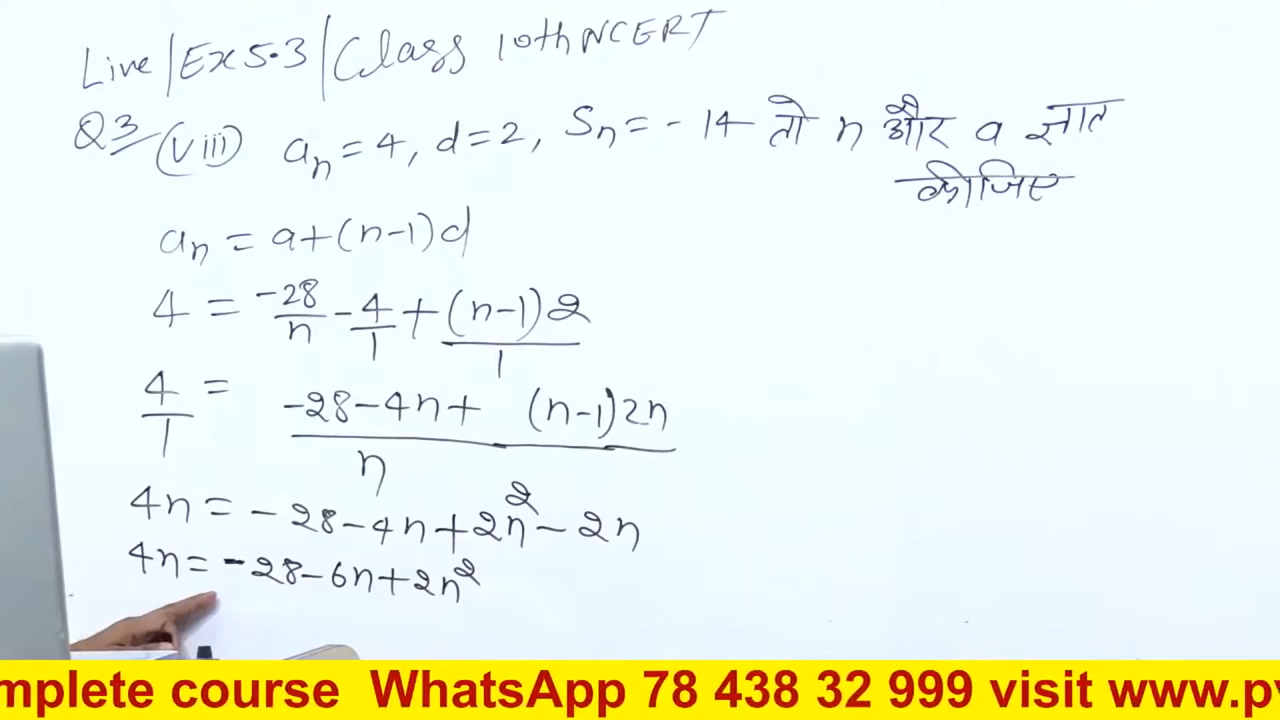 Live/Ex 5.3/Class 10th NCERT
Q3 (viii) an = 4, d = 2, Sn = -14 तो n और a ज्ञात
कीजिए
an = a+(n-1)d
4 = -28/n - 4/1 + (n-1)2/1
4/1 = -28-4n+ (n-1)2n / n
4n = -28-4n+2n²-2n
4n = -28-6n+2n²
mplete course WhatsApp 78 438 32 999 visit www.p